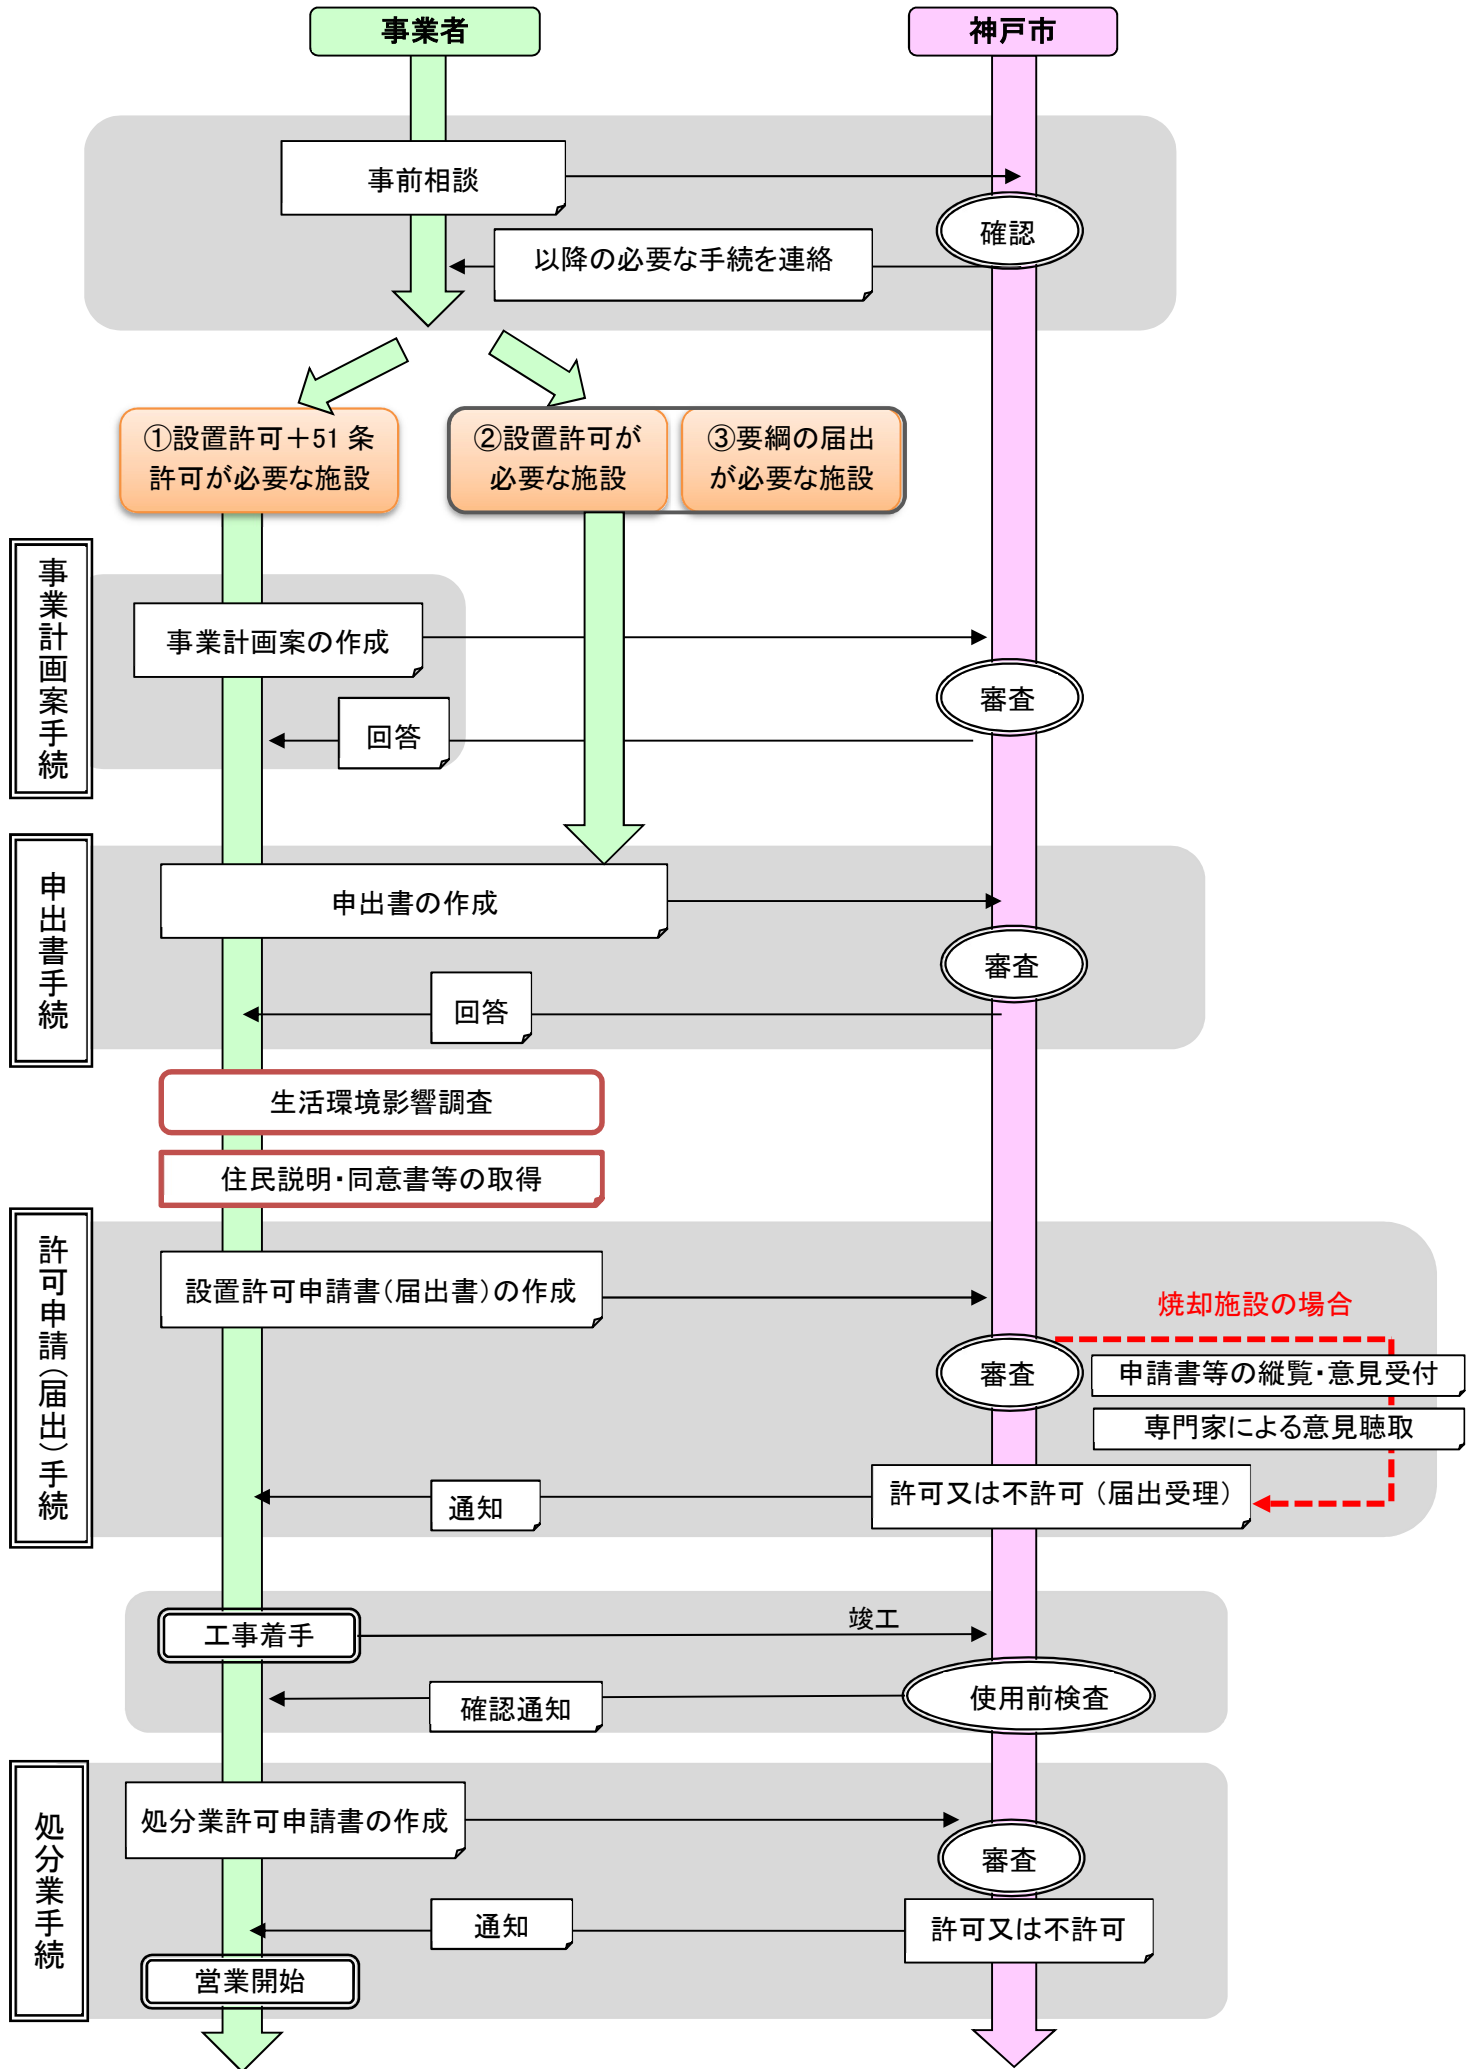 事業者
神戸市
事前相談
確認
以降の必要な手続を連絡
①設置許可＋51 条
許可が必要な施設
②設置許可が
必要な施設
③要綱の届出
が必要な施設
事業計画案手続
事業計画案の作成
審査
回答
申出書手続
申出書の作成
審査
回答
生活環境影響調査
住民説明・同意書等の取得
許可申請（届出）手続
設置許可申請書（届出書）の作成
焼却施設の場合
審査
申請書等の縦覧・意見受付
専門家による意見聴取
許可又は不許可（届出受理）
通知
工事着手
竣工
使用前検査
確認通知
処分業手続
処分業許可申請書の作成
審査
通知
許可又は不許可
営業開始